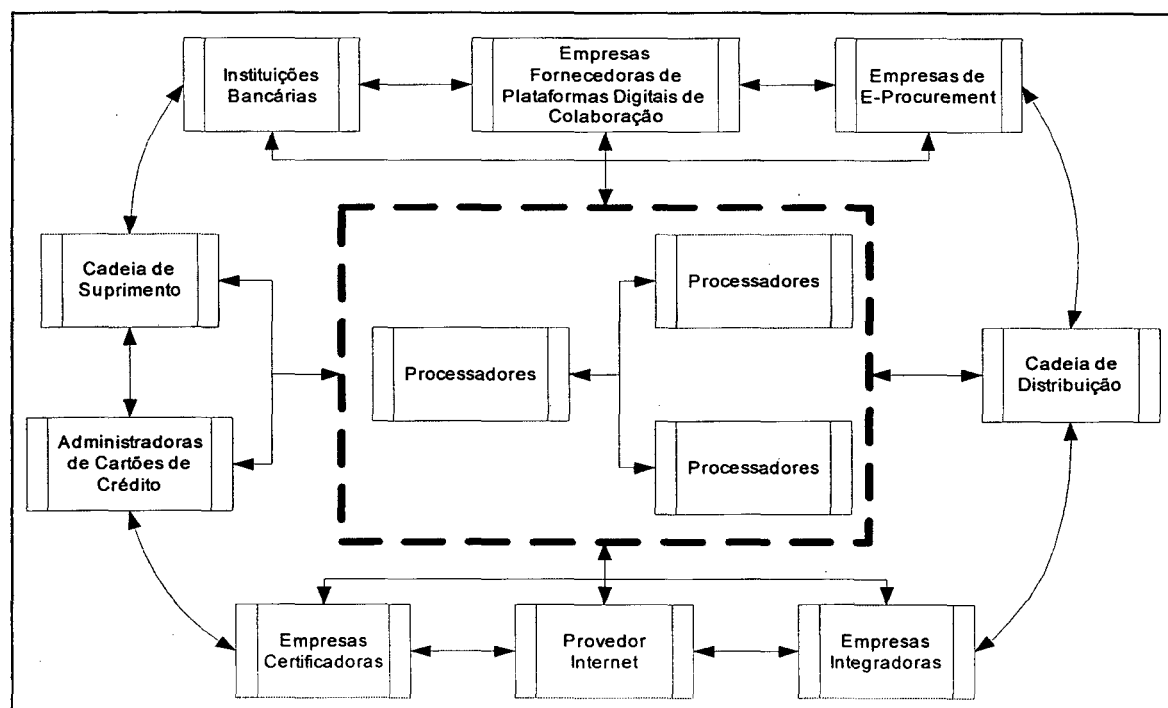 Instituições
Bancárias
Empresas
Fornecedoras de
Plataformas Digitais de
Colaboração
Empresas de
E-Procurement
Cadeia de
Suprimento
Processadores
Processadores
Cadeia de
Distribuição
Administradoras
de Cartões de
Crédito
Processadores
Empresas
Certificadoras
Provedor
Internet
Empresas
Integradoras